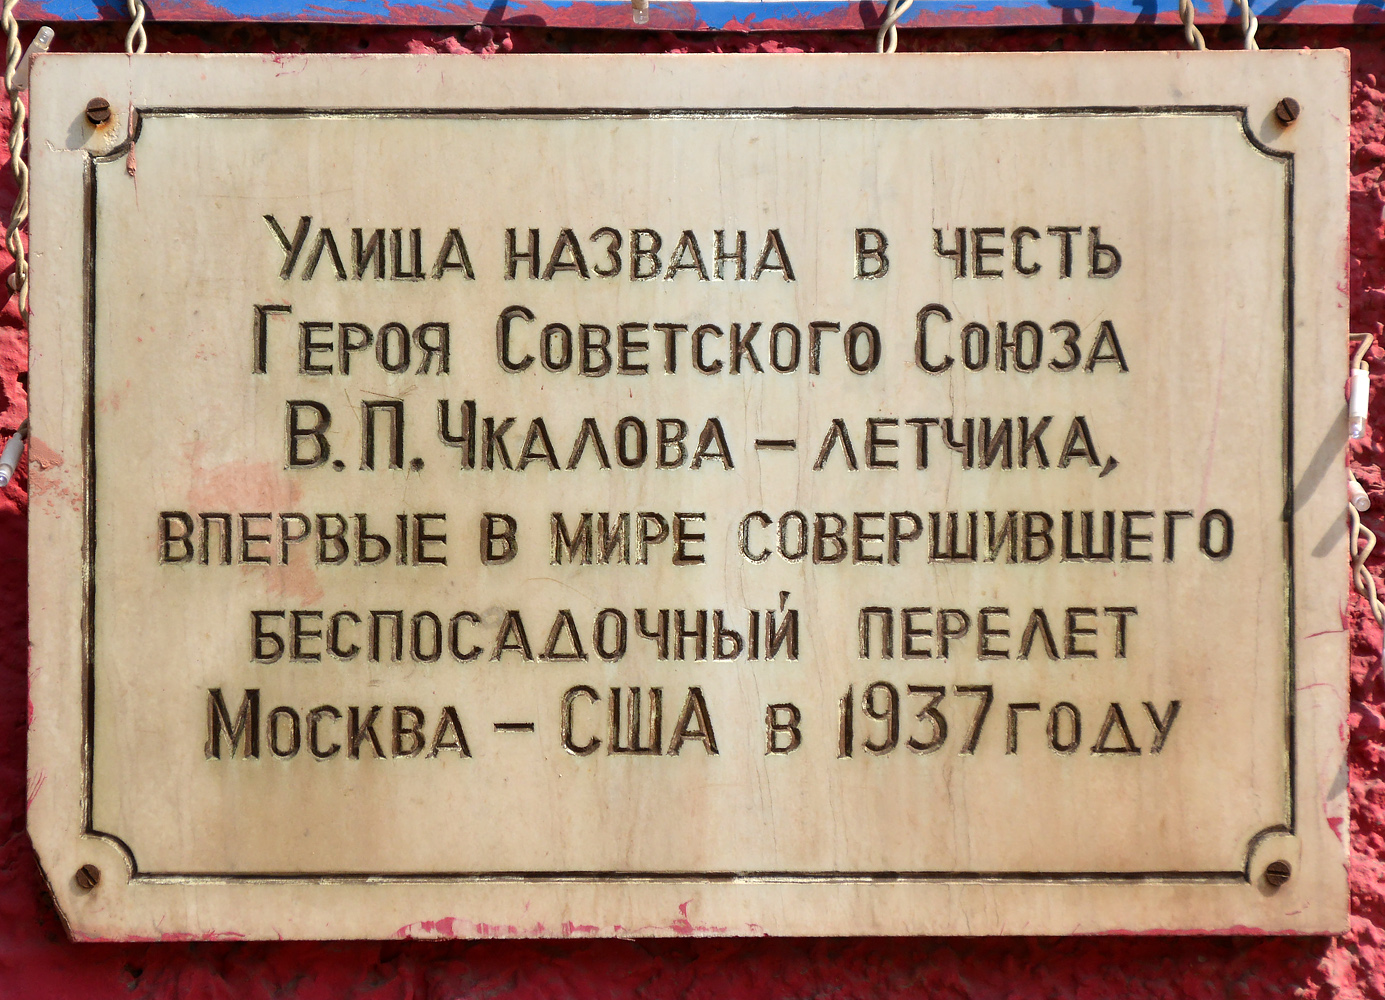 Улица названа в честь
Героя Советского Союза
В.П.Чкалова – летчика,
впервые в мире совершившего
беспосадочный перелет
Москва – США в 1937 году